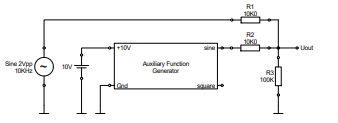 R1
10K0
+10V
sine
R2
10K0
Uout
Sine 2Vpp
10KHz
10V
Auxiliary Function
Generator
R3
100K
Gnd
square